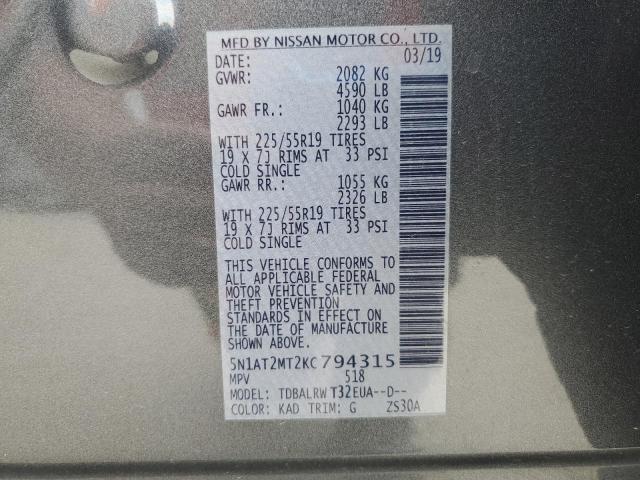 MFD BY NISSAN MOTOR CO., LTD.
DATE: 03/19
GVWR: 2082 KG
4590 LB
GAWR FR.: 1040 KG
2293 LB
WITH 225/55R19 TIRES
19 X 7J RIMS AT 33 PSI
COLD SINGLE
GAWR RR.: 1055 KG
2326 LB
WITH 225/55R19 TIRES
19 X 7J RIMS AT 33 PSI
COLD SINGLE
THIS VEHICLE CONFORMS TO
ALL APPLICABLE FEDERAL
MOTOR VEHICLE SAFETY AND
THEFT PREVENTION
STANDARDS IN EFFECT ON
THE DATE OF MANUFACTURE
SHOWN ABOVE.
5N1AT2MT2KC794315
MPV 518
MODEL: TDBALRW T32EUA--D--
COLOR: KAD TRIM: G ZS30A